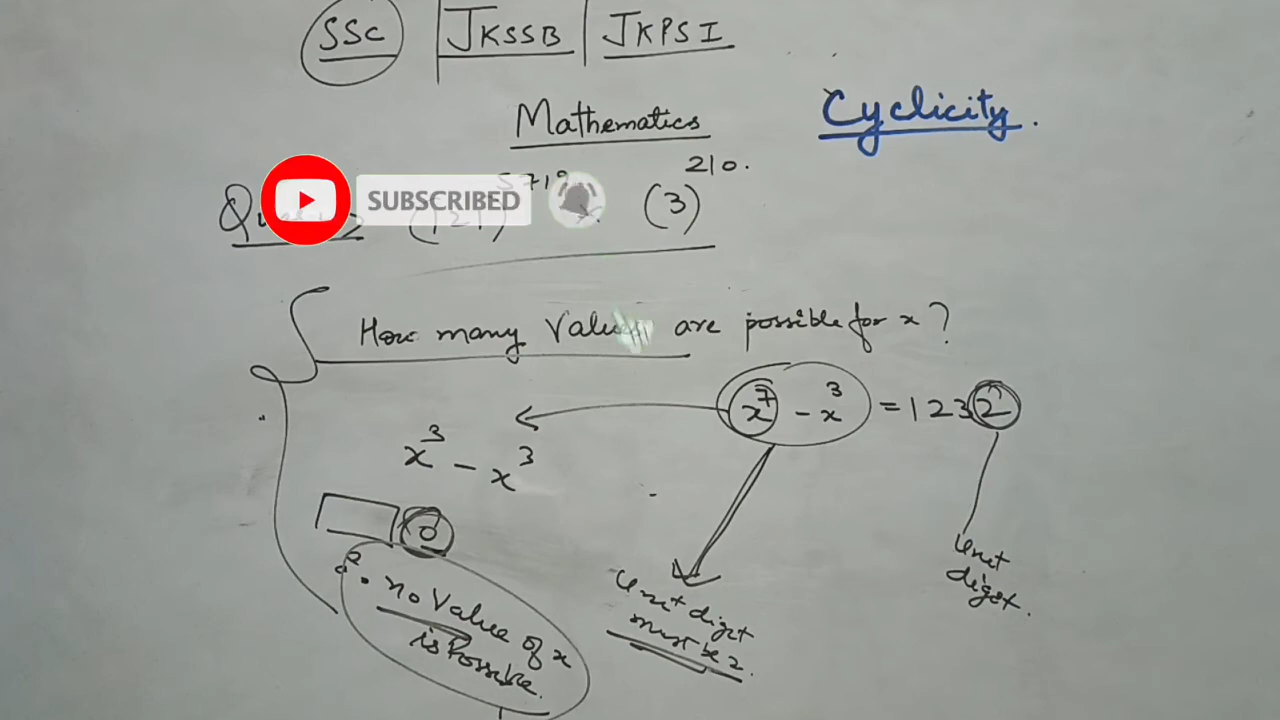 SSC | JKSSB | JKPSI
Mathematics
Cyclicity.
SUBSCRIBED
(3)²¹⁰.
How many Values are possible for x?
x⁷ - x³ = 1232
x³ - x³
0
Unit digit.
Unit digit must be 2.
no Value of x is Possible.